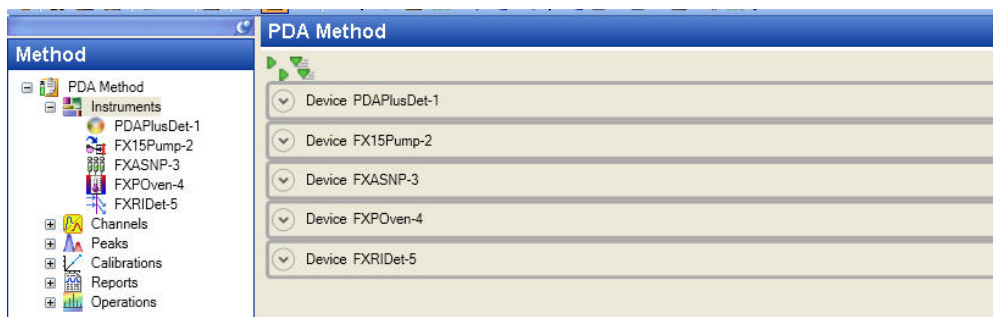 PDA Method
Method
PDA Method
Instruments
PDAPlusDet-1
FX15Pump-2
FXASNP-3
FXPOven-4
FXRIDet-5
Channels
Peaks
Calibrations
Reports
Operations
Device PDAPlusDet-1
Device FX15Pump-2
Device FXASNP-3
Device FXPOven-4
Device FXRIDet-5